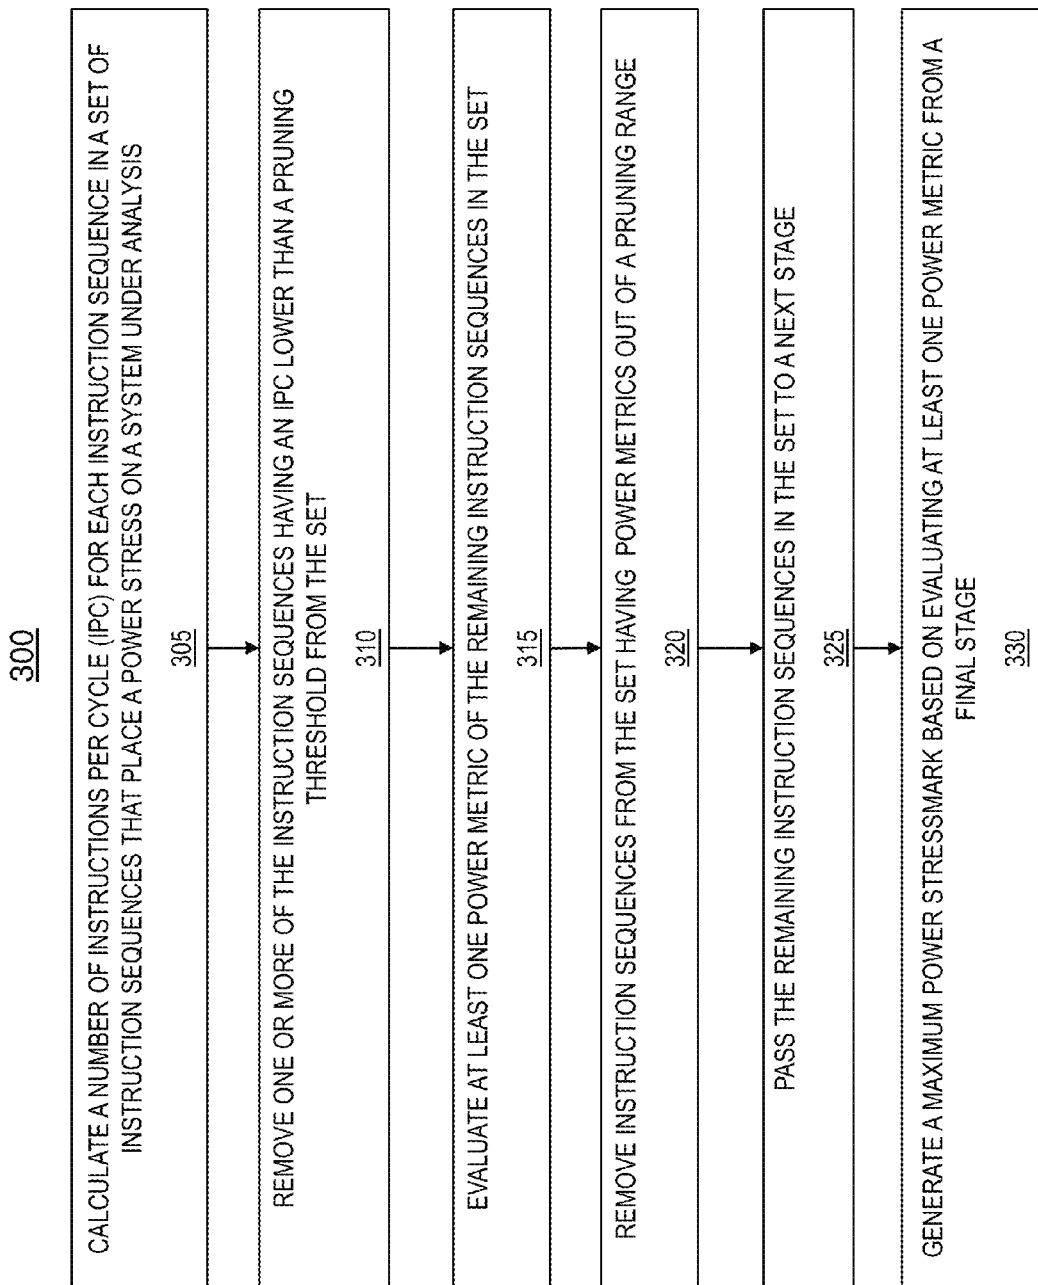 300
CALCULATE A NUMBER OF INSTRUCTIONS PER CYCLE (IPC) FOR EACH INSTRUCTION SEQUENCE IN A SET OF
INSTRUCTION SEQUENCES THAT PLACE A POWER STRESS ON A SYSTEM UNDER ANALYSIS
305
REMOVE ONE OR MORE OF THE INSTRUCTION SEQUENCES HAVING AN IPC LOWER THAN A PRUNING
THRESHOLD FROM THE SET
310
EVALUATE AT LEAST ONE POWER METRIC OF THE REMAINING INSTRUCTION SEQUENCES IN THE SET
315
REMOVE INSTRUCTION SEQUENCES FROM THE SET HAVING POWER METRICS OUT OF A PRUNING RANGE
320
PASS THE REMAINING INSTRUCTION SEQUENCES IN THE SET TO A NEXT STAGE
325
GENERATE A MAXIMUM POWER STRESSMARK BASED ON EVALUATING AT LEAST ONE POWER METRIC FROM A
FINAL STAGE
330